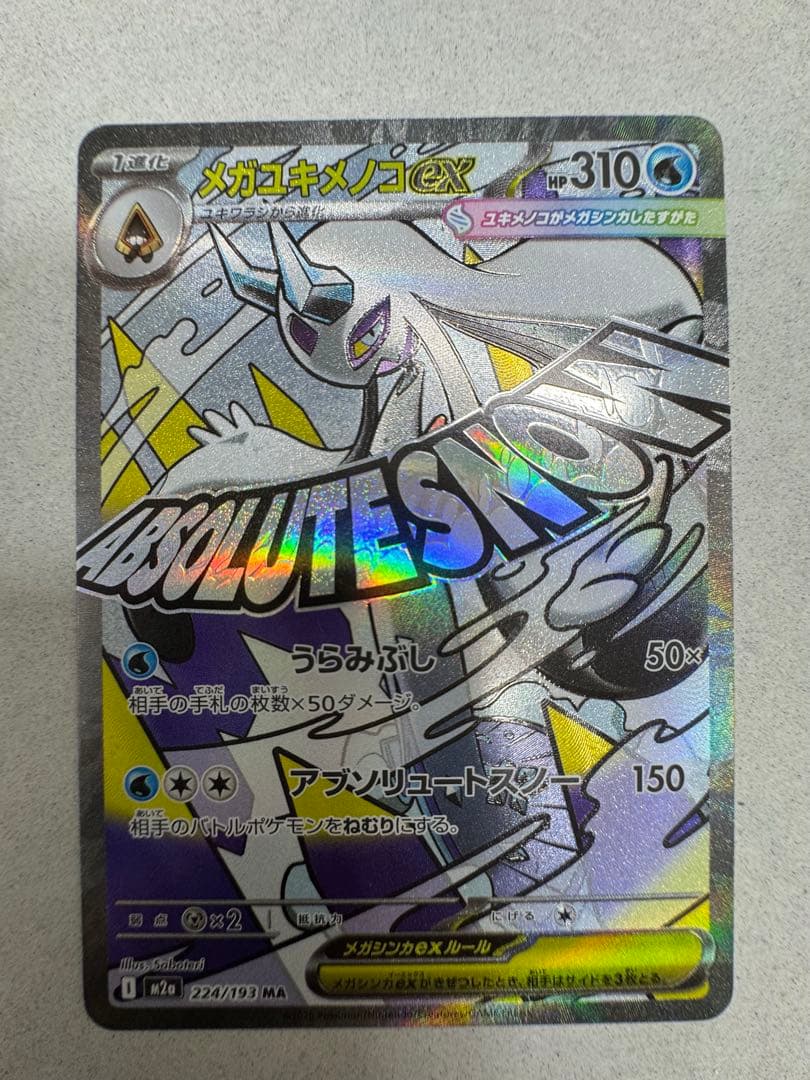 1進化
メガユキメノコex
HP310
ユキワラシから進化
ユキメノコがメガシンカしたすがた
ABSOLUTE SNOW
うらみぶし 50×
相手の手札の枚数×50ダメージ。
アブソリュートスノー 150
相手のバトルポケモンをねむりにする。
弱点 ×2 抵抗力 にげる
メガシンカexルール
メガシンカexがきぜつしたとき、相手はサイドを3枚とる。
Illus. Saboteri
I m2a 224/193 MA